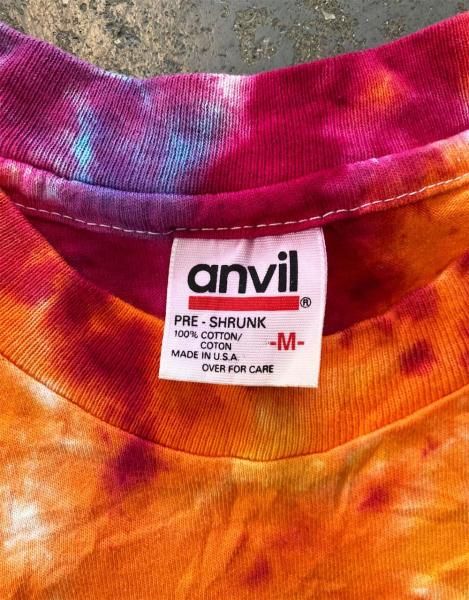 anvil®
PRE-SHRUNK
100% COTTON/
COTON
-M-
MADE IN U.S.A.
OVER FOR CARE